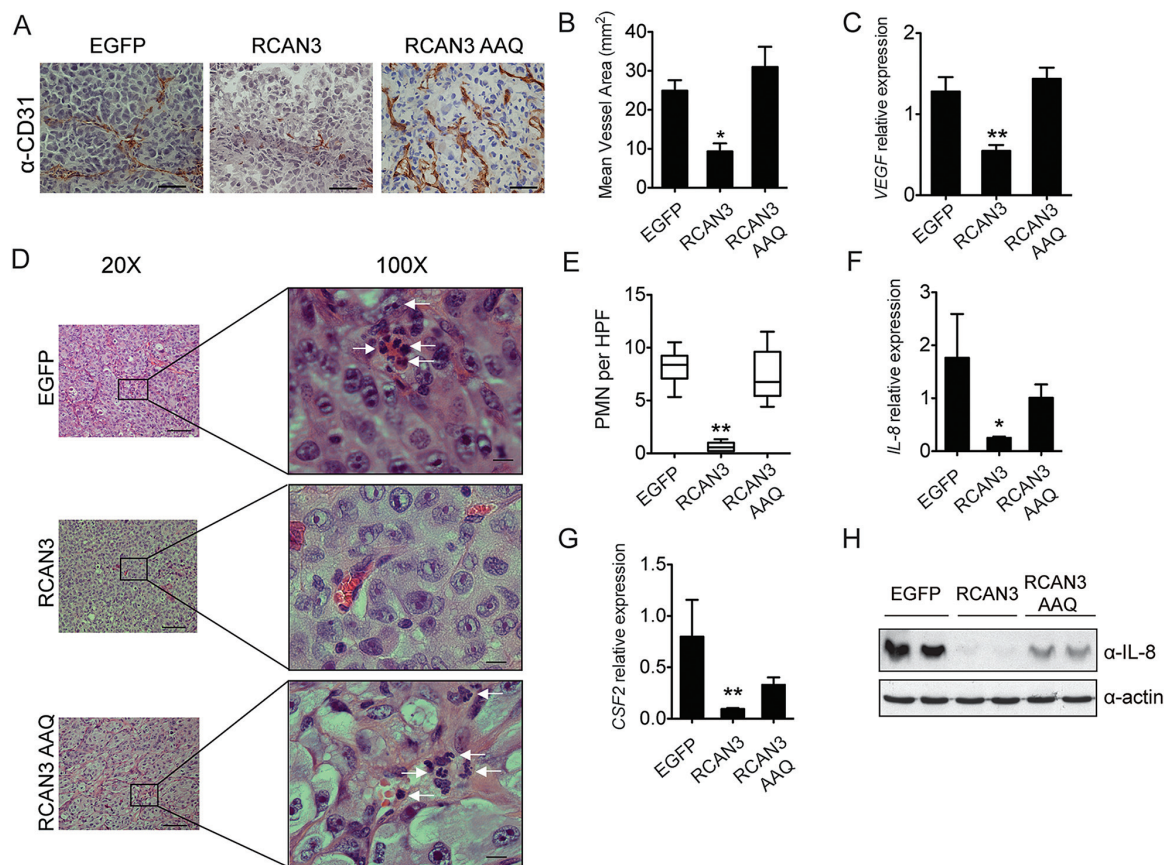 A
EGFP
RCAN3
RCAN3 AAQ
α-CD31
B
Mean Vessel Area (mm²)
40
30
20
10
0
*
EGFP
RCAN3
RCAN3
AAQ
C
VEGF relative expression
2
1
0
**
EGFP
RCAN3
RCAN3
AAQ
D
20X
100X
EGFP
RCAN3
RCAN3 AAQ
E
PMN per HPF
15
10
5
0
**
EGFP
RCAN3
RCAN3
AAQ
F
IL-8 relative expression
3
2
1
0
*
EGFP
RCAN3
RCAN3
AAQ
G
CSF2 relative expression
1.5
1.0
0.5
0.0
**
EGFP
RCAN3
RCAN3
AAQ
H
EGFP
RCAN3
RCAN3
AAQ
α-IL-8
α-actin